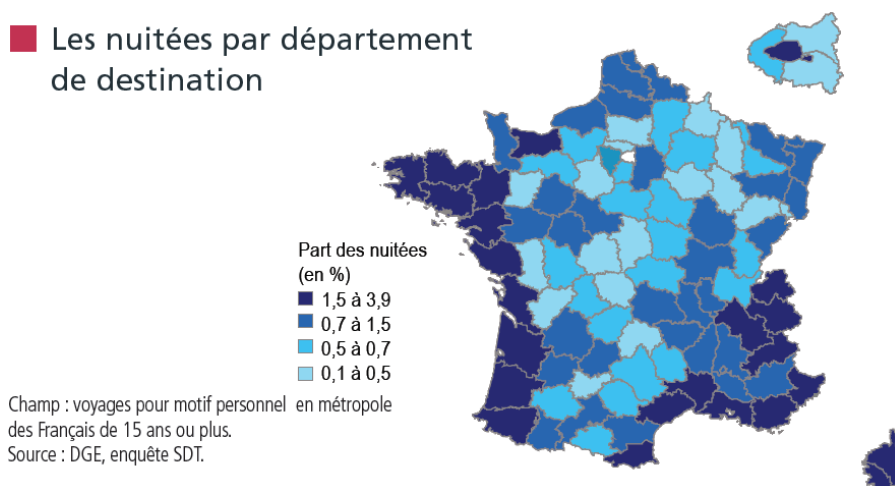 Les nuitées par département
de destination
Part des nuitées
(en %)
1,5 à 3,9
0,7 à 1,5
0,5 à 0,7
0,1 à 0,5
Champ : voyages pour motif personnel en métropole
des Français de 15 ans ou plus.
Source : DGE, enquête SDT.